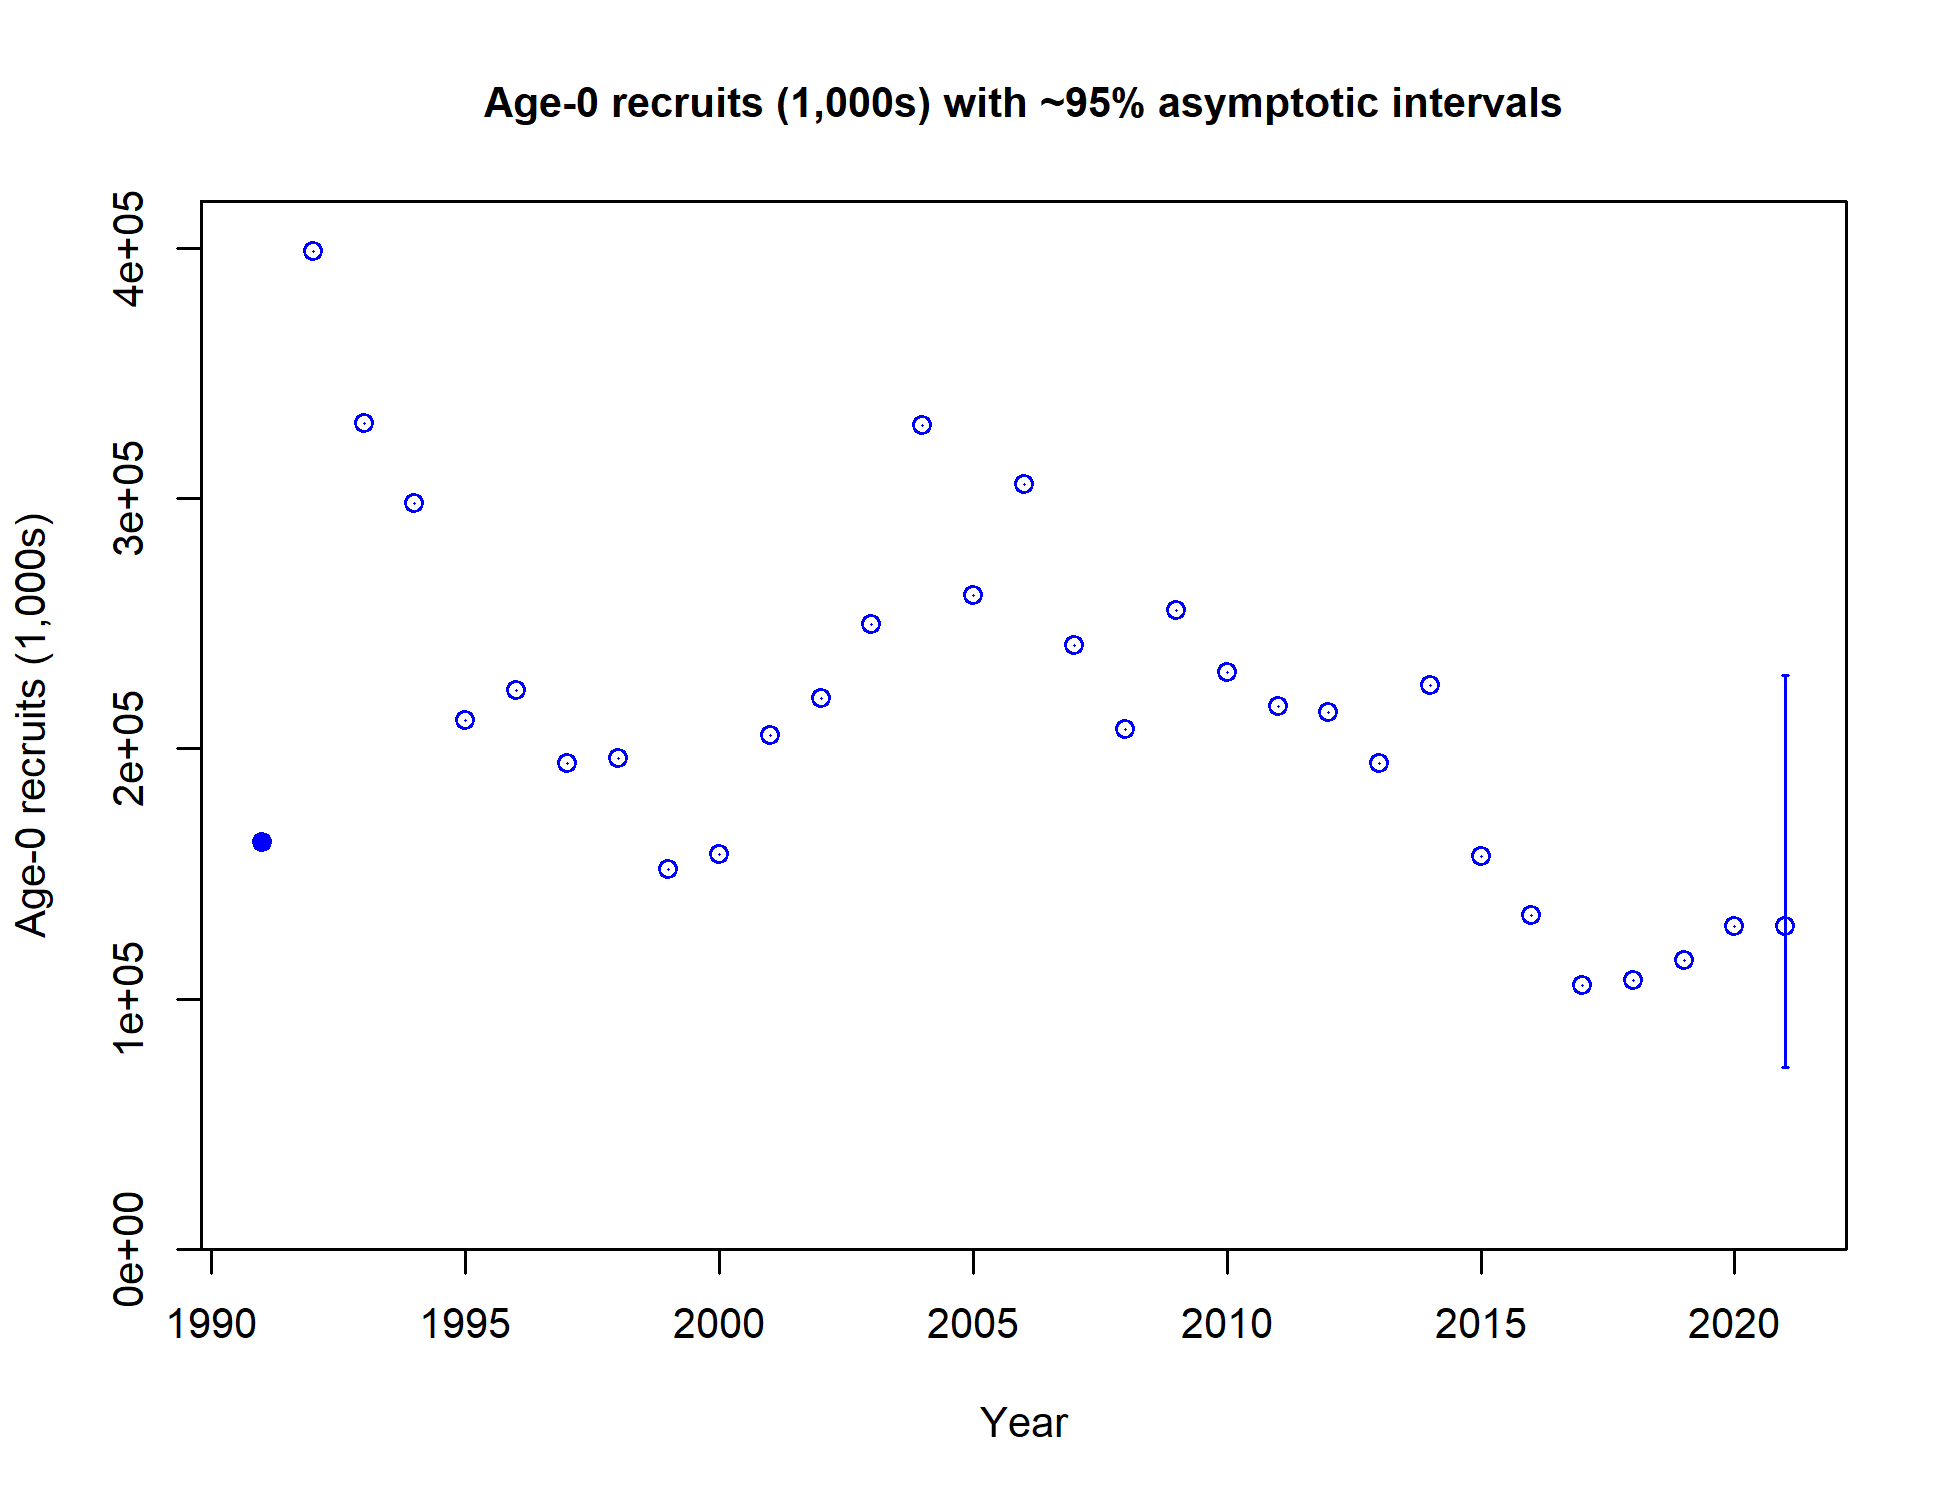 Age-0 recruits (1,000s) with ~95% asymptotic intervals
Age-0 recruits (1,000s)
4e+05
3e+05
2e+05
1e+05
0e+00
1990 1995 2000 2005 2010 2015 2020
Year